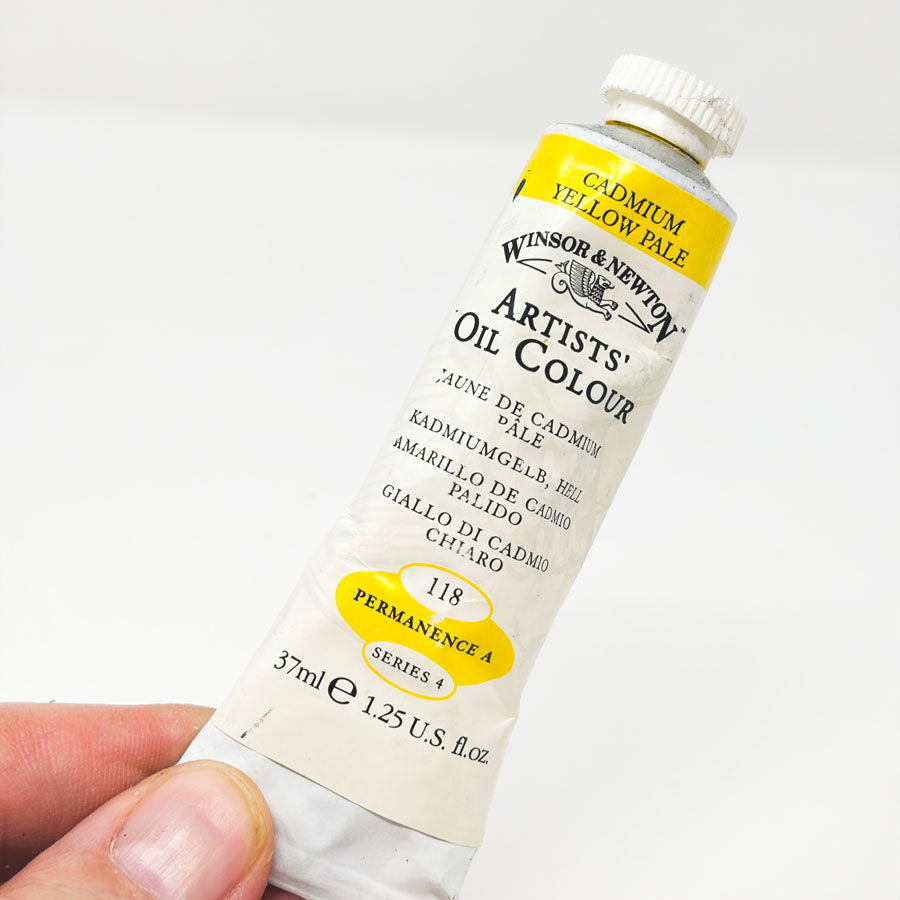 CADMIUM
YELLOW PALE
WINSOR & NEWTON™
ARTISTS'
OIL COLOUR
JAUNE DE CADMIUM
PÂLE
KADMIUMGELB, HELL
AMARILLO DE CADMIO
PALIDO
GIALLO DI CADMIO
CHIARO
118
PERMANENCE A
SERIES 4
37ml ℮ 1.25 U.S. fl.oz.